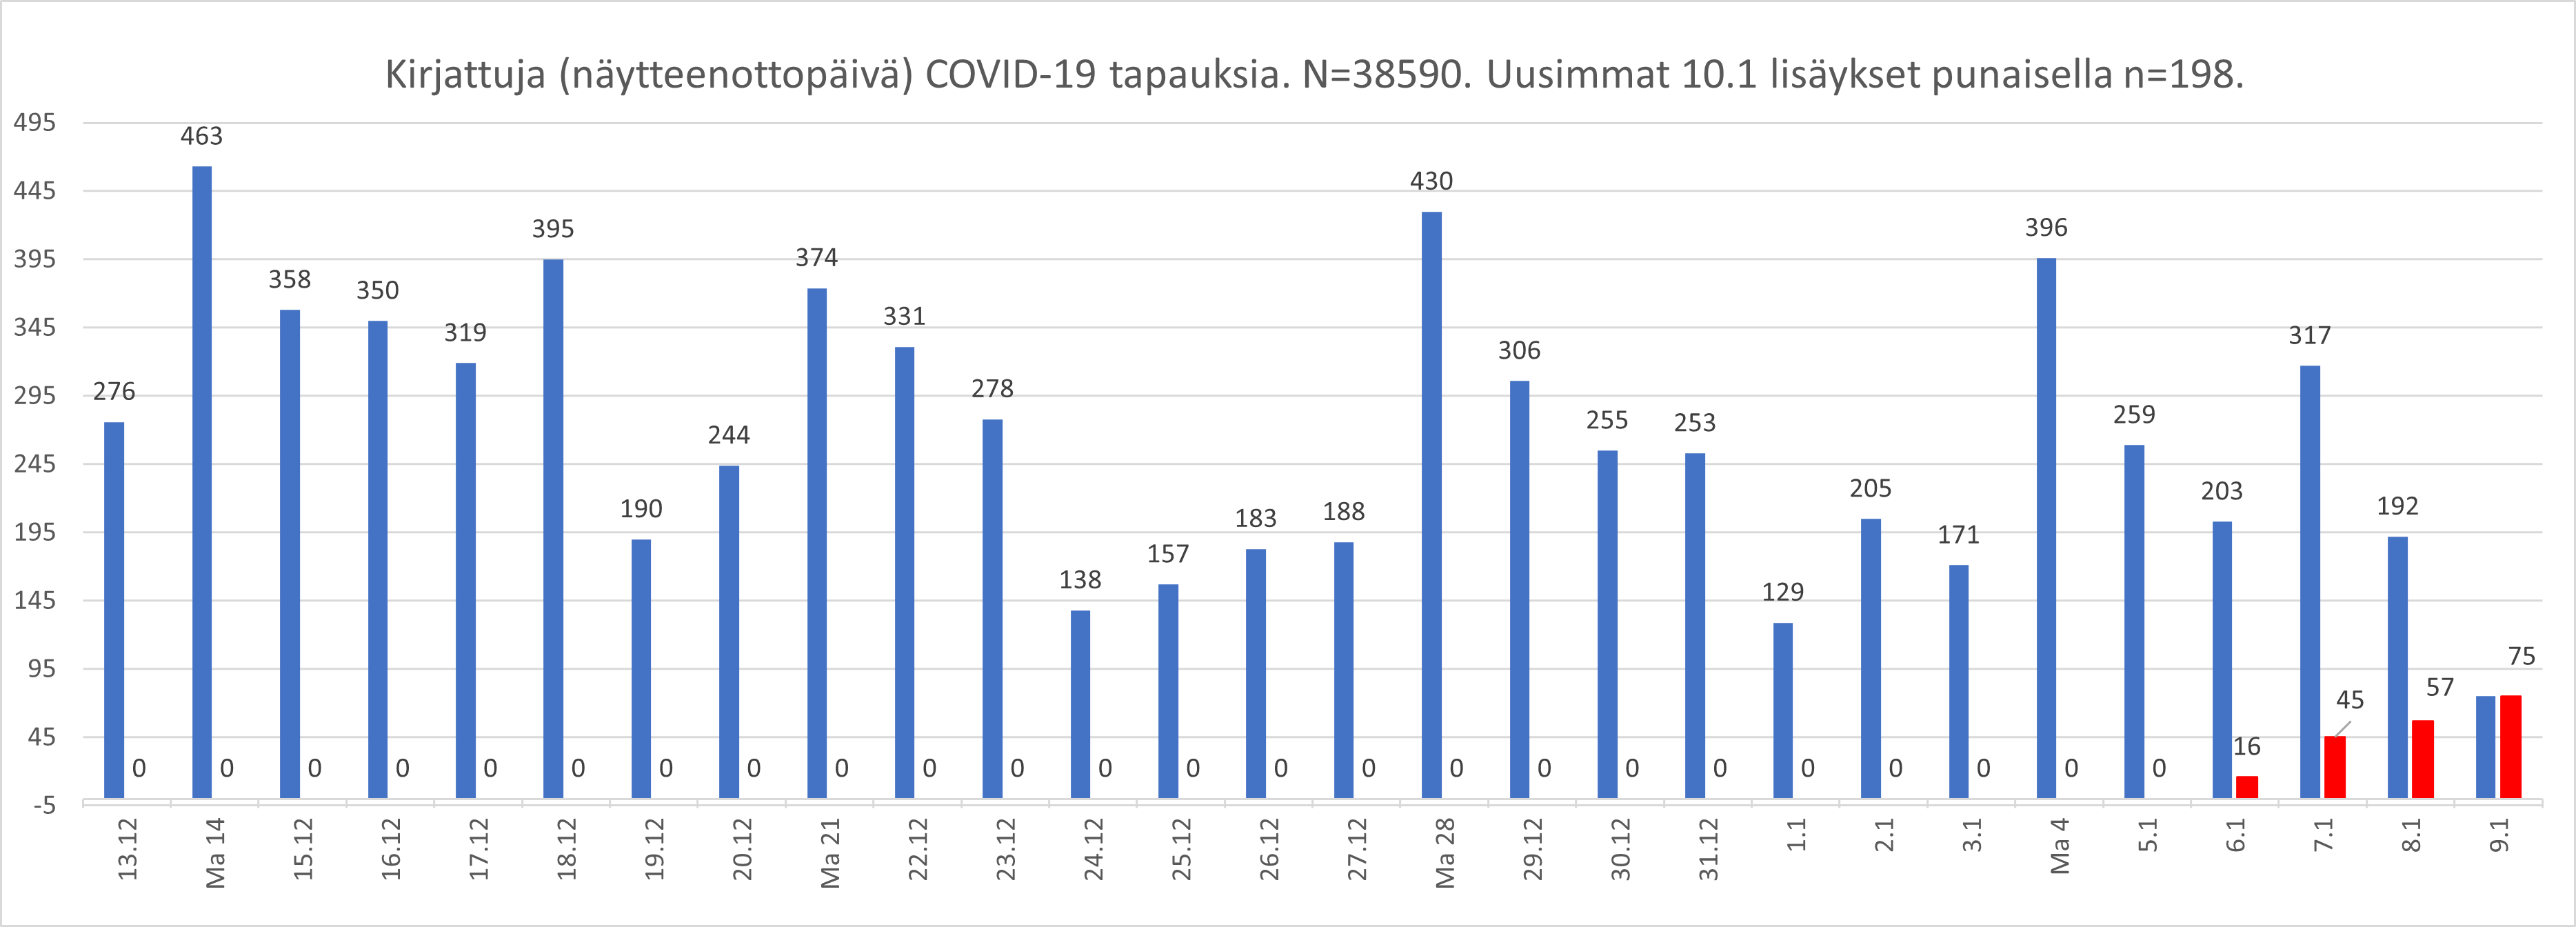 Kirjattuja (näytteenottopäivä) COVID-19 tapauksia. N=38590. Uusimmat 10.1 lisäykset punaisella n=198.
495
445
395
345
295
245
195
145
95
45
-5
276 463 358 350 319 395 190 244 374 331 278 138 157 183 188 430 306 255 253 129 205 171 396 259 203 317 192
0 0 0 0 0 0 0 0 0 0 0 0 0 0 0 0 0 0 0 0 0 0 0 0 16 45 57 75
13.12 Ma 14 15.12 16.12 17.12 18.12 19.12 20.12 Ma 21 22.12 23.12 24.12 25.12 26.12 27.12 Ma 28 29.12 30.12 31.12 1.1 2.1 3.1 Ma 4 5.1 6.1 7.1 8.1 9.1